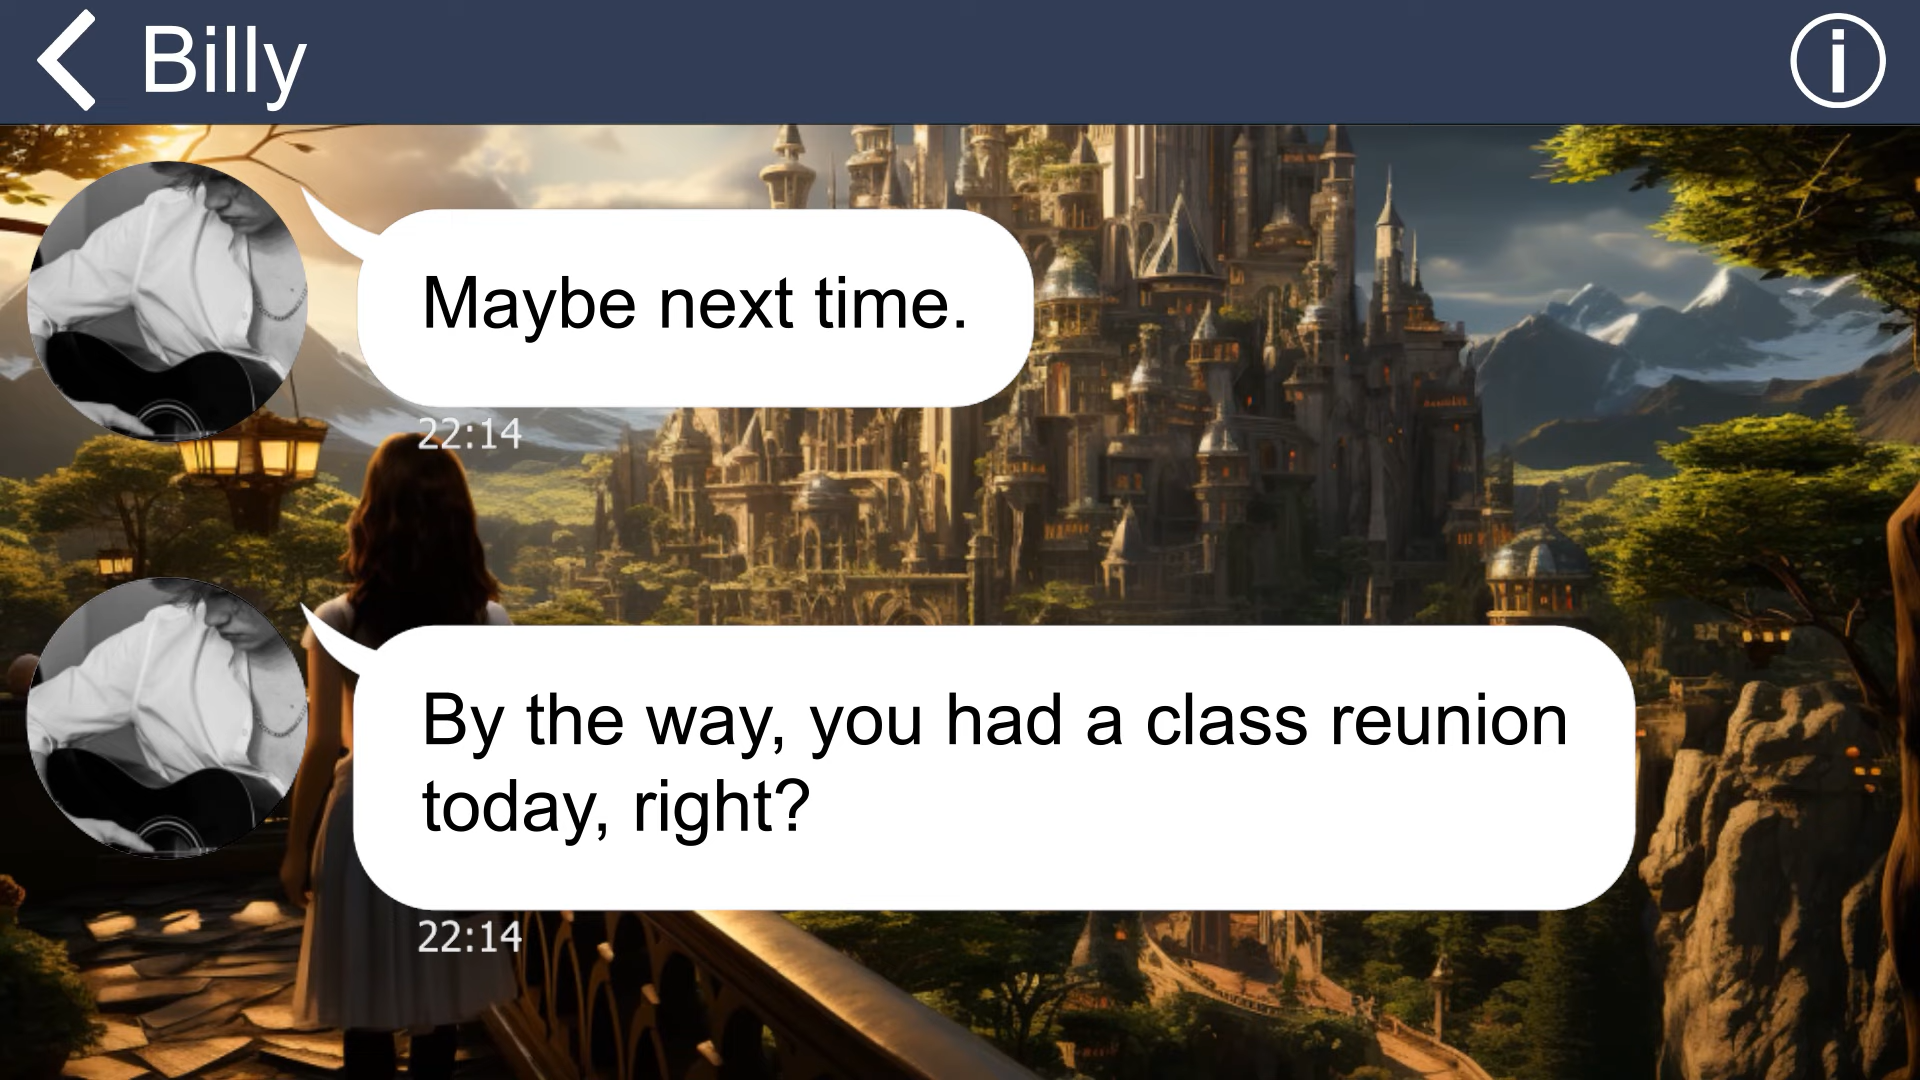 Billy
Maybe next time.
22:14
By the way, you had a class reunion
today, right?
22:14